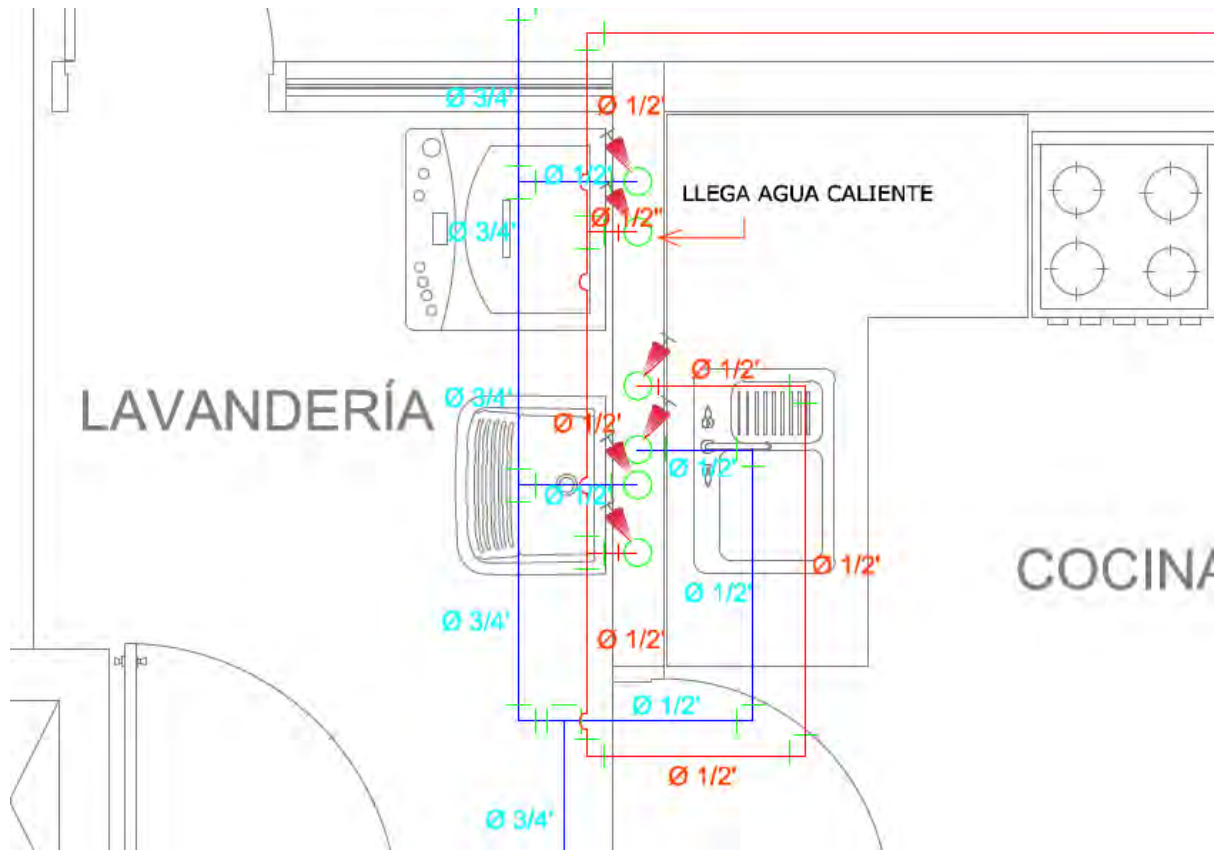 Ø 3/4'
Ø 1/2'
Ø 1/2'
LLEGA AGUA CALIENTE
Ø 3/4'
Ø 1/2"
Ø 1/2'
Ø 3/4'
LAVANDERÍA
Ø 1/2'
Ø 1/2'
Ø 1/2'
COCINA
Ø 1/2'
Ø 1/2'
Ø 3/4'
Ø 1/2'
Ø 1/2'
Ø 1/2'
Ø 3/4'